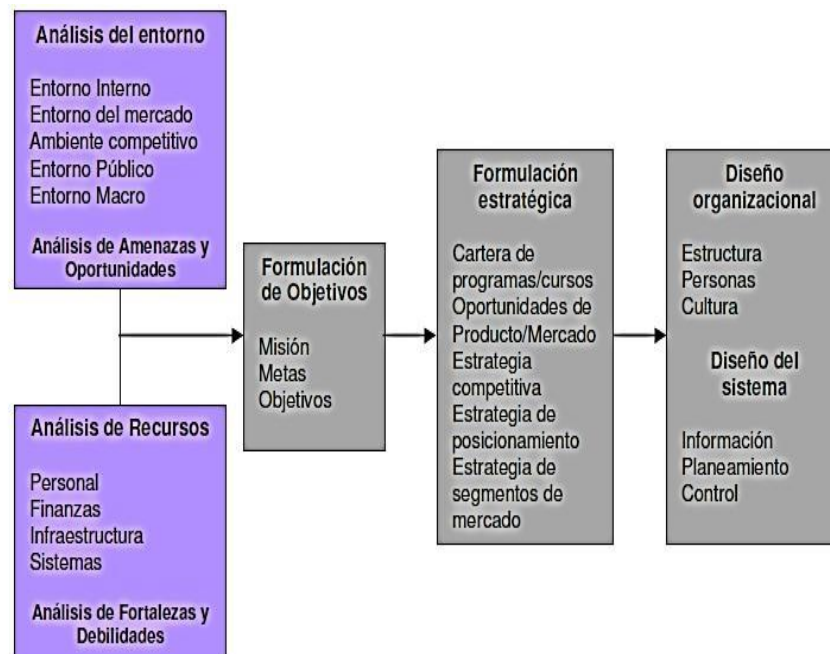 Análisis del entorno
Entorno Interno
Entorno del mercado
Ambiente competitivo
Entorno Público
Entorno Macro
Análisis de Amenazas y
Oportunidades
Análisis de Recursos
Personal
Finanzas
Infraestructura
Sistemas
Análisis de Fortalezas y
Debilidades
Formulación
de Objetivos
Misión
Metas
Objetivos
Formulación
estratégica
Cartera de
programas/cursos
Oportunidades de
Producto/Mercado
Estrategia
competitiva
Estrategia de
posicionamiento
Estrategia de
segmentos de
mercado
Diseño
organizacional
Estructura
Personas
Cultura
Diseño del
sistema
Información
Planeamiento
Control